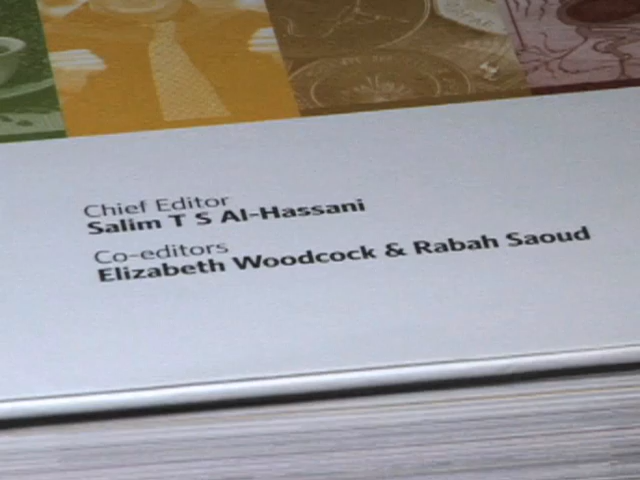 Chief Editor
Salim T S Al-Hassani
Co-editors
Elizabeth Woodcock & Rabah Saoud